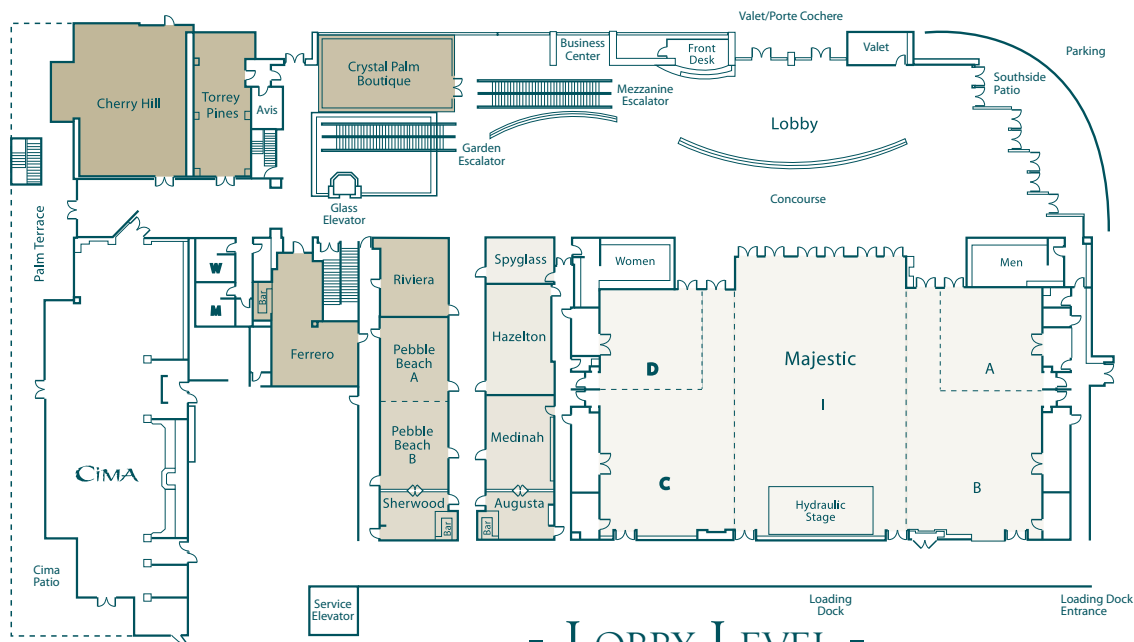 Valet/Porte Cochere
Business
Center
Front
Desk
Valet
Parking
Crystal Palm
Boutique
Southside
Patio
Cherry Hill
Torrey
Pines
Avis
Mezzanine
Escalator
Lobby
Garden
Escalator
Concourse
Glass
Elevator
Palm Terrace
W
M
Bar
Riviera
Spyglass
Women
Men
Ferrero
Pebble
Beach
A
Hazelton
D
Majestic
I
A
Pebble
Beach
B
Medinah
CiMA
C
B
Sherwood
Bar
Augusta
Bar
Hydraulic
Stage
Cima
Patio
Service
Elevator
Loading
Dock
Loading Dock
Entrance
- LOBBY LEVEL -